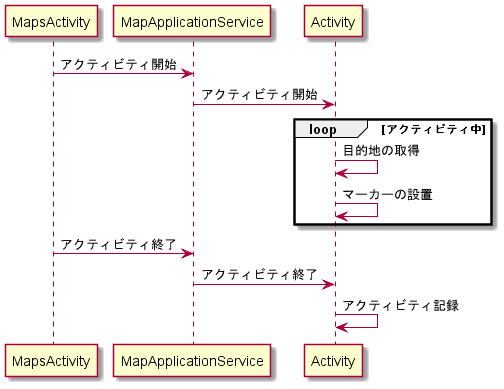 MapsActivity MapApplicationService Activity
アクティビティ開始
アクティビティ開始
loop [アクティビティ中]
目的地の取得
マーカーの設置
アクティビティ終了
アクティビティ終了
アクティビティ記録
MapsActivity MapApplicationService Activity